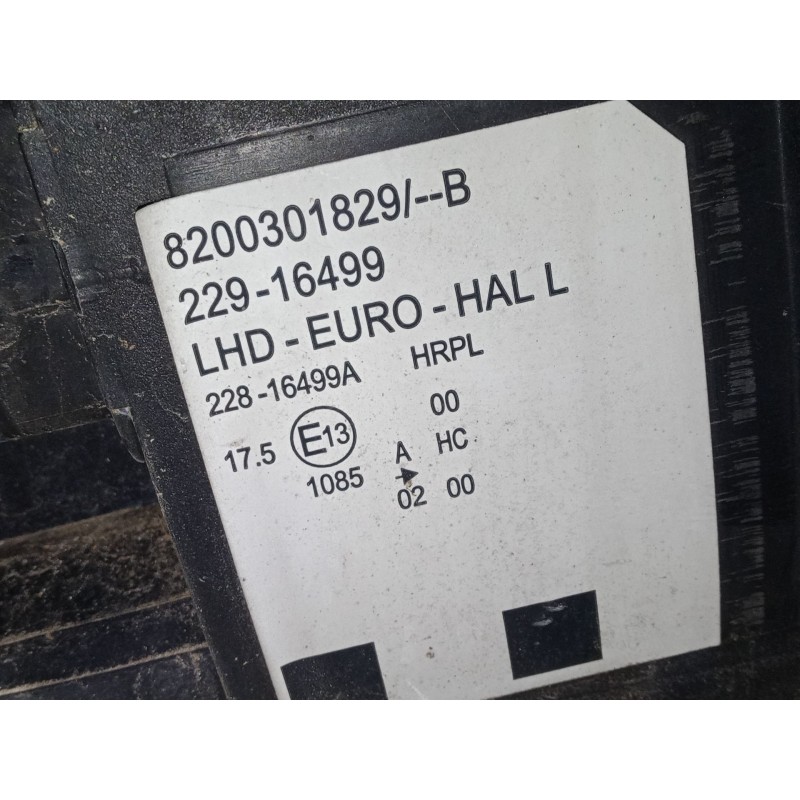 8200301829/--B
229-16499
LHD - EURO - HAL L
228-16499A HRPL
00
17.5 E13 A HC
1085 02 00